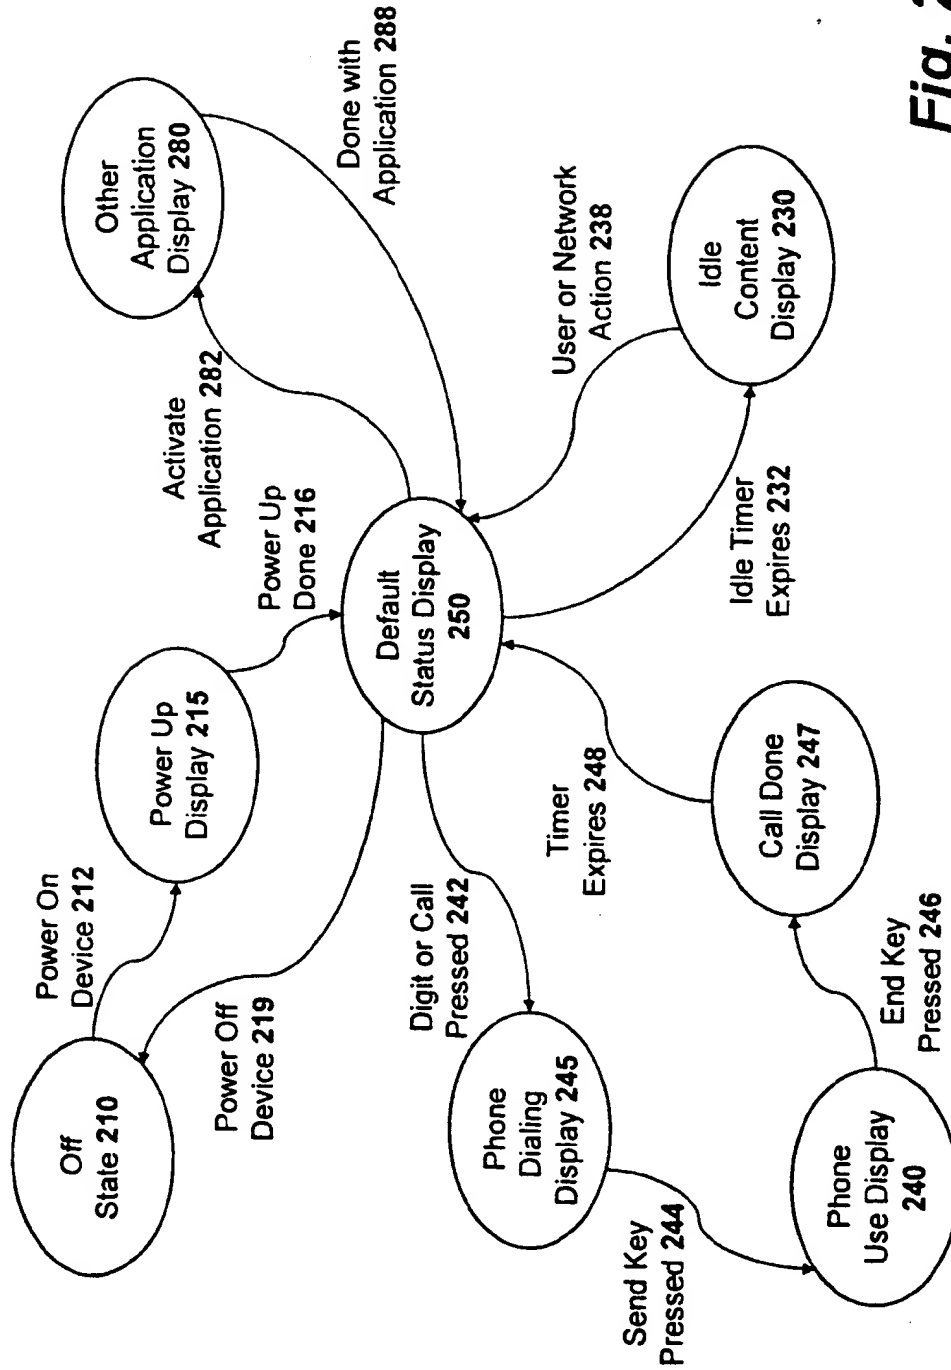 Off
State 210
Power On
Device 212
Power Up
Display 215
Power Up
Done 216
Activate
Application 282
Other
Application
Display 280
Done with
Application 288
Power Off
Device 219
Default
Status Display
250
Digit or Call
Pressed 242
Phone
Dialing
Display 245
Timer
Expires 248
User or Network
Action 238
Idle
Content
Display 230
Idle Timer
Expires 232
Send Key
Pressed 244
Phone
Use Display
240
End Key
Pressed 246
Call Done
Display 247
Fig.